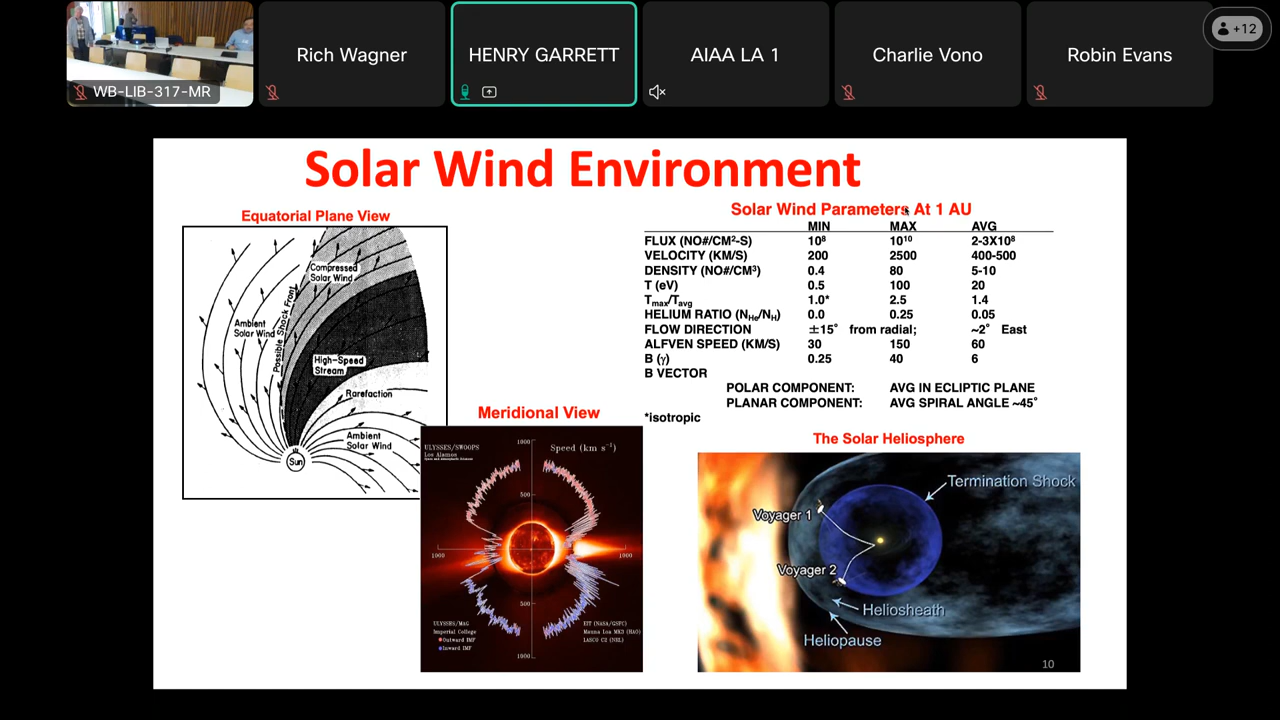 WB-LIB-317-MR
Rich Wagner
HENRY GARRETT
AIAA LA 1
Charlie Vono
Robin Evans
+12
Solar Wind Environment
Equatorial Plane View
Compressed
Solar Wind
Possible Shock Front
Ambient
Solar Wind
High-Speed
Stream
Rarefaction
Ambient
Solar Wind
Sun
Solar Wind Parameters At 1 AU
MIN MAX AVG
FLUX (NO#/CM²-S) 10⁸ 10¹⁰ 2-3X10⁸
VELOCITY (KM/S) 200 2500 400-500
DENSITY (NO#/CM³) 0.4 80 5-10
T (eV) 0.5 100 20
Tmax/Tavg 1.0* 2.5 1.4
HELIUM RATIO (NHe/NH) 0.0 0.25 0.05
FLOW DIRECTION ±15° from radial; ~2° East
ALFVEN SPEED (KM/S) 30 150 60
B (γ) 0.25 40 6
B VECTOR
POLAR COMPONENT: AVG IN ECLIPTIC PLANE
PLANAR COMPONENT: AVG SPIRAL ANGLE ~45°
*isotropic
Meridional View
ULYSSES/SWOOPS
Los Alamos
Space and Atmospheric Sciences
Speed (km s⁻¹)
1000
500
1000
1000
500
1000
ULYSSES/MAG
Imperial College
Outward IMF
Inward IMF
EIT (NASA/GSFC)
Mauna Loa MK3 (HAO)
LASCO C2 (NRL)
The Solar Heliosphere
Termination Shock
Voyager 1
Voyager 2
Heliosheath
Heliopause
10